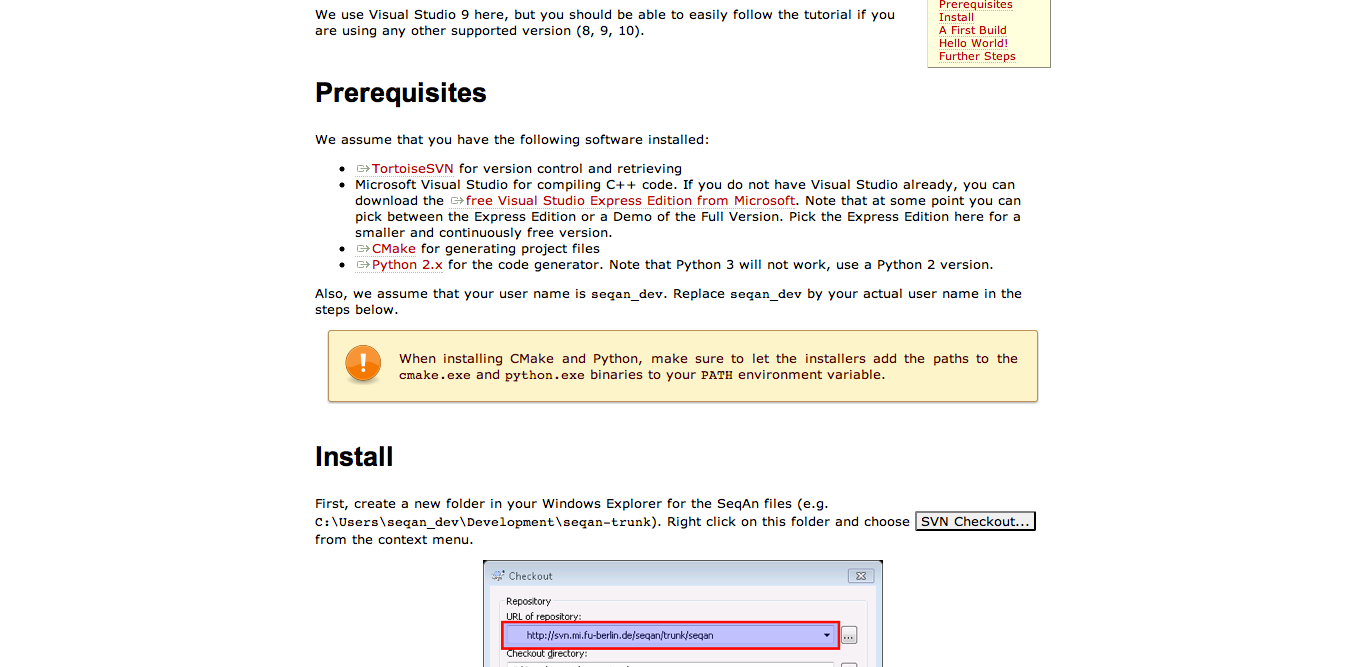 We use Visual Studio 9 here, but you should be able to easily follow the tutorial if you
are using any other supported version (8, 9, 10).
Prerequisites
Install
A First Build
Hello World!
Further Steps
Prerequisites
We assume that you have the following software installed:
• TortoiseSVN for version control and retrieving
• Microsoft Visual Studio for compiling C++ code. If you do not have Visual Studio already, you can
download the free Visual Studio Express Edition from Microsoft. Note that at some point you can
pick between the Express Edition or a Demo of the Full Version. Pick the Express Edition here for a
smaller and continuously free version.
• CMake for generating project files
• Python 2.x for the code generator. Note that Python 3 will not work, use a Python 2 version.
Also, we assume that your user name is seqan_dev. Replace seqan_dev by your actual user name in the
steps below.
When installing CMake and Python, make sure to let the installers add the paths to the
cmake.exe and python.exe binaries to your PATH environment variable.
Install
First, create a new folder in your Windows Explorer for the SeqAn files (e.g.
C:\Users\seqan_dev\Development\seqan-trunk). Right click on this folder and choose SVN Checkout...
from the context menu.
Checkout
Repository
URL of repository:
http://svn.mi.fu-berlin.de/seqan/trunk/seqan
...
Checkout directory: